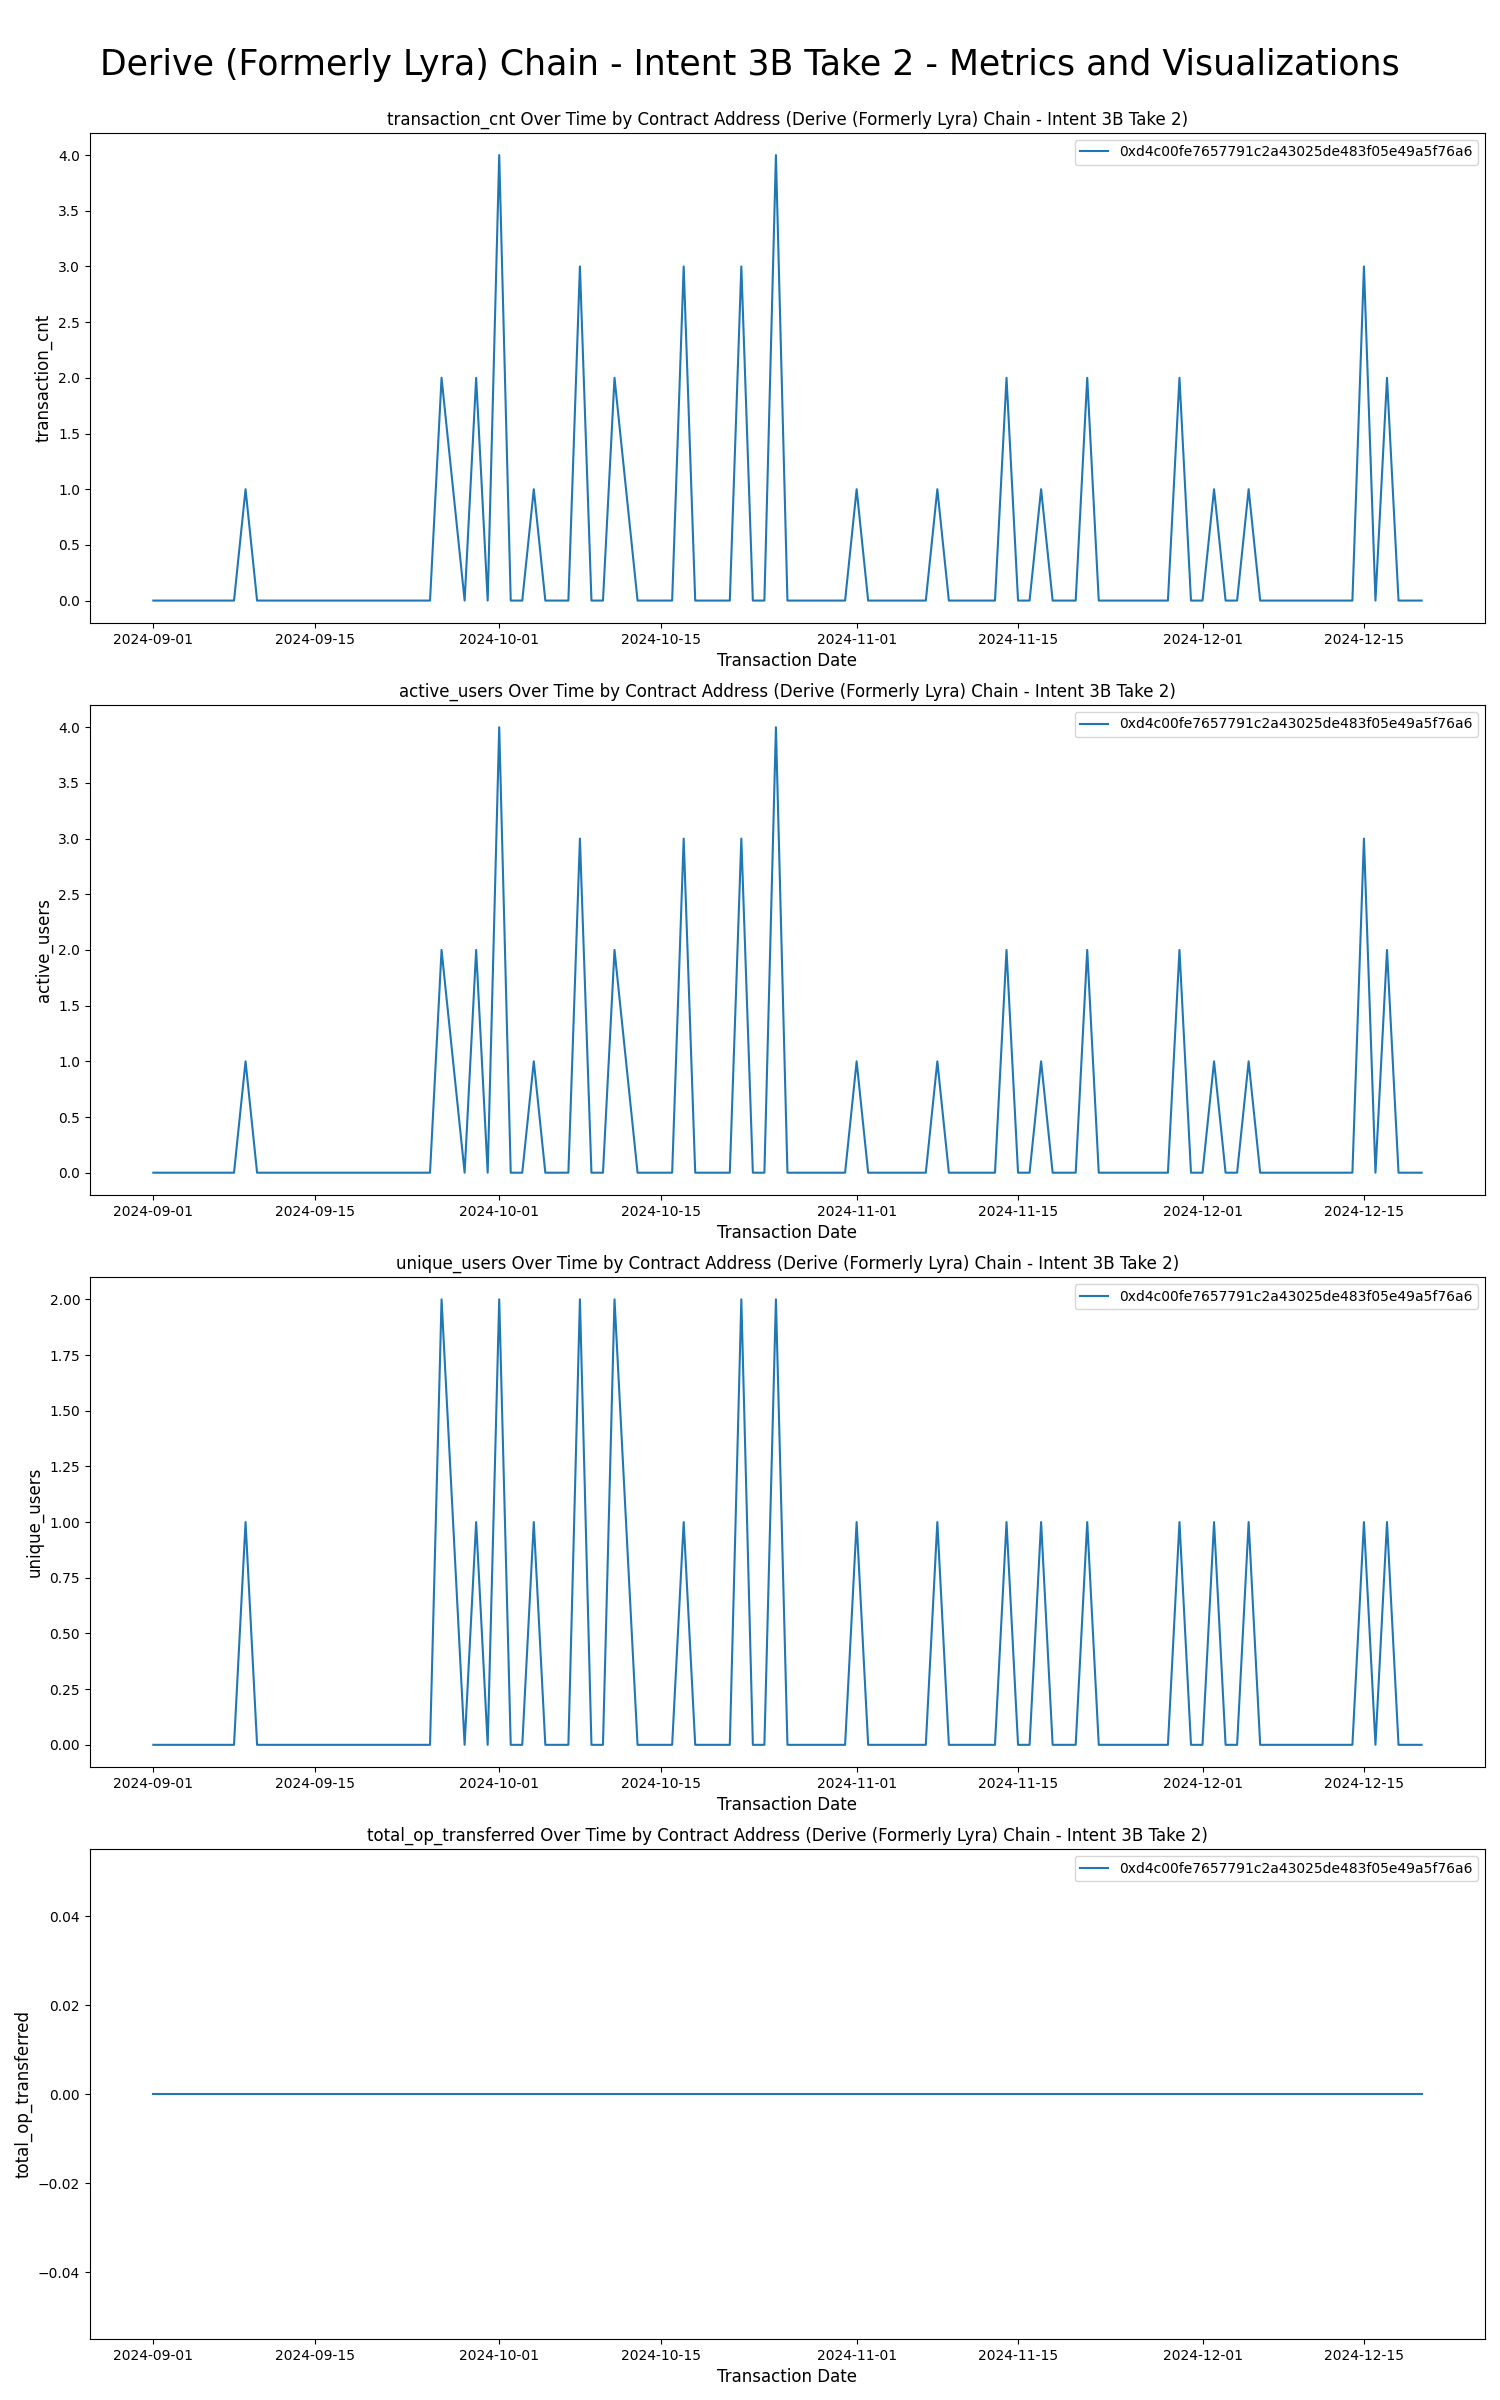 Derive (Formerly Lyra) Chain - Intent 3B Take 2 - Metrics and Visualizations
transaction_cnt Over Time by Contract Address (Derive (Formerly Lyra) Chain - Intent 3B Take 2)
0xd4c00fe7657791c2a43025de483f05e49a5f76a6
transaction_cnt
4.0
3.5
3.0
2.5
2.0
1.5
1.0
0.5
0.0
2024-09-01 2024-09-15 2024-10-01 2024-10-15 2024-11-01 2024-11-15 2024-12-01 2024-12-15
Transaction Date
active_users Over Time by Contract Address (Derive (Formerly Lyra) Chain - Intent 3B Take 2)
0xd4c00fe7657791c2a43025de483f05e49a5f76a6
active_users
4.0
3.5
3.0
2.5
2.0
1.5
1.0
0.5
0.0
2024-09-01 2024-09-15 2024-10-01 2024-10-15 2024-11-01 2024-11-15 2024-12-01 2024-12-15
Transaction Date
unique_users Over Time by Contract Address (Derive (Formerly Lyra) Chain - Intent 3B Take 2)
0xd4c00fe7657791c2a43025de483f05e49a5f76a6
unique_users
2.00
1.75
1.50
1.25
1.00
0.75
0.50
0.25
0.00
2024-09-01 2024-09-15 2024-10-01 2024-10-15 2024-11-01 2024-11-15 2024-12-01 2024-12-15
Transaction Date
total_op_transferred Over Time by Contract Address (Derive (Formerly Lyra) Chain - Intent 3B Take 2)
0xd4c00fe7657791c2a43025de483f05e49a5f76a6
total_op_transferred
0.04
0.02
0.00
−0.02
−0.04
2024-09-01 2024-09-15 2024-10-01 2024-10-15 2024-11-01 2024-11-15 2024-12-01 2024-12-15
Transaction Date